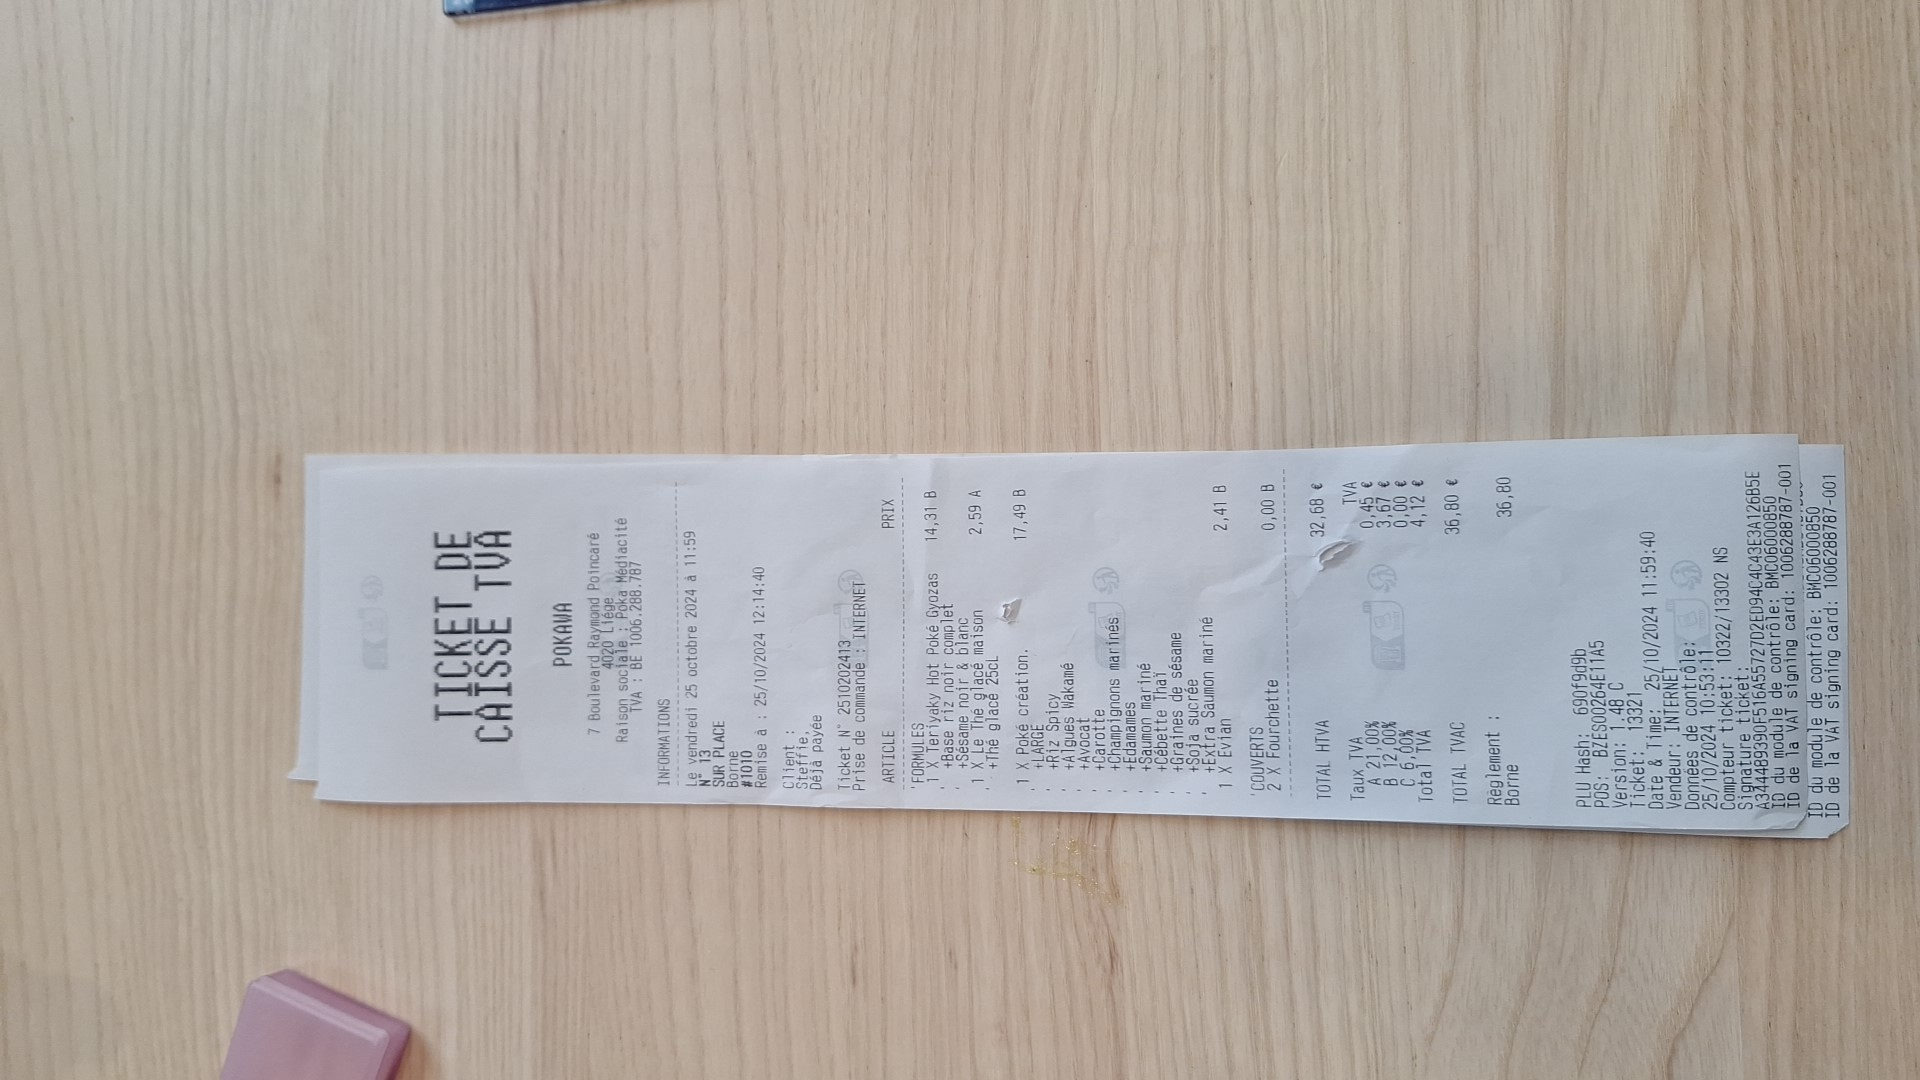 TICKET DE
CAISSE TVA
POKAWA
7 Boulevard Raymond Poincaré
4020 Liége
Raison sociale : Poka Médiacité
TVA : BE 1006.288.787
INFORMATIONS
Le vendredi 25 octobre 2024 à 11:59
N° 13
SUR PLACE
Borne
#1010
Remise à : 25/10/2024 12:14:40
Client :
Steffie,
Déjà payée
Ticket N° 2510202413
Prise de commande : INTERNET
ARTICLE PRIX
'FORMULES
. 1 X Teriyaky Hot Poké Gyozas 14,31 B
. +Base riz noir complet
. +Sésame noir & blanc
. 1 X Le Thé glacé maison 2,59 A
. +Thé glacé 25cL
1 X Poké création. 17,49 B
. +LARGE
. +Riz Spicy
. +Algues Wakamé
. +Avocat
. +Carotte
. +Champignons marinés
. +Edamames
. +Saumon mariné
. +Cébette Thaï
. +Graines de sésame
. +Soja sucrée
. +Extra Saumon mariné 2,41 B
1 X Evian
'COUVERTS
2 X Fourchette 0,00 B
TOTAL HTVA 32,68 €
Taux TVA TVA
A 21,00% 0,45 €
B 12,00% 3,67 €
C 6,00% 0,00 €
Total TVA 4,12 €
TOTAL TVAC 36,80 €
Règlement :
Borne 36,80
PLU Hash: 690f9d9b
POS: BZES00264E11A5
Version: 1.48 C
Ticket: 13321
Date & Time: 25/10/2024 11:59:40
Vendeur: INTERNET
Données de contrôle:
25/10/2024 10:53:11
Compteur ticket: 10322/13302 NS
Signature ticket:
A34489390F516A55727D2ED94C4C43E3A126B5E
ID du module de contrôle: BMC06000850
ID de la VAT signing card: 1006288787-001
ID du module de contrôle: BMC06000850
ID de la VAT signing card: 1006288787-001